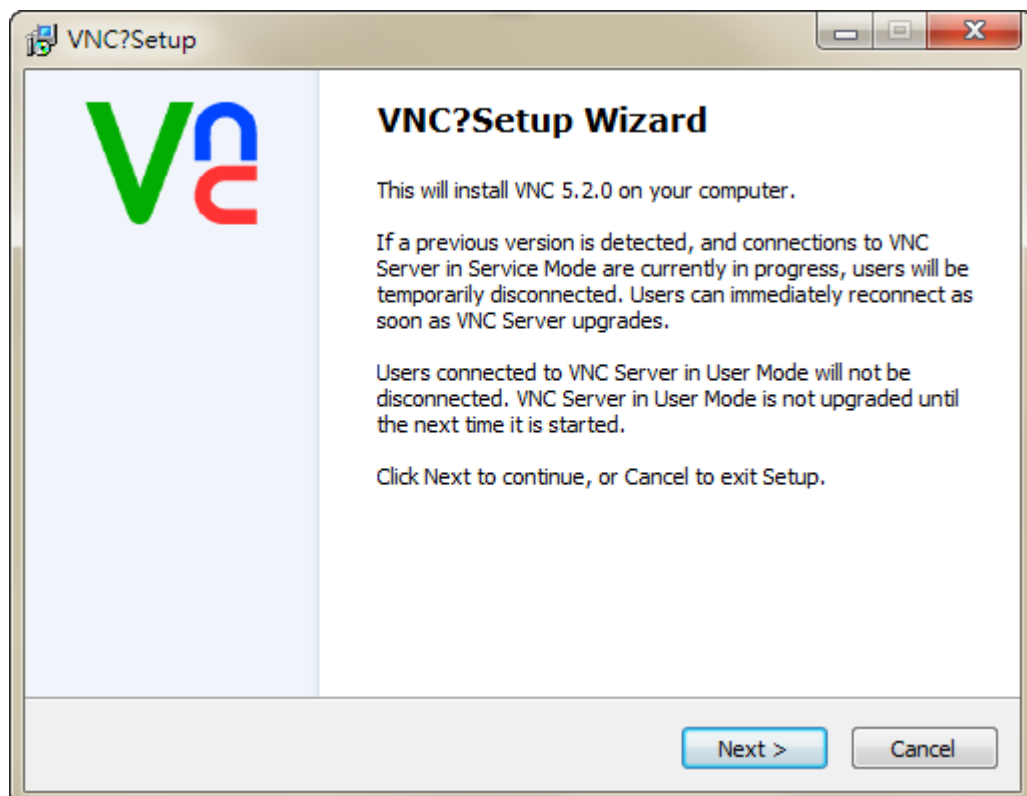 VNC?Setup
Vnc
VNC?Setup Wizard
This will install VNC 5.2.0 on your computer.
If a previous version is detected, and connections to VNC
Server in Service Mode are currently in progress, users will be
temporarily disconnected. Users can immediately reconnect as
soon as VNC Server upgrades.
Users connected to VNC Server in User Mode will not be
disconnected. VNC Server in User Mode is not upgraded until
the next time it is started.
Click Next to continue, or Cancel to exit Setup.
Next >
Cancel